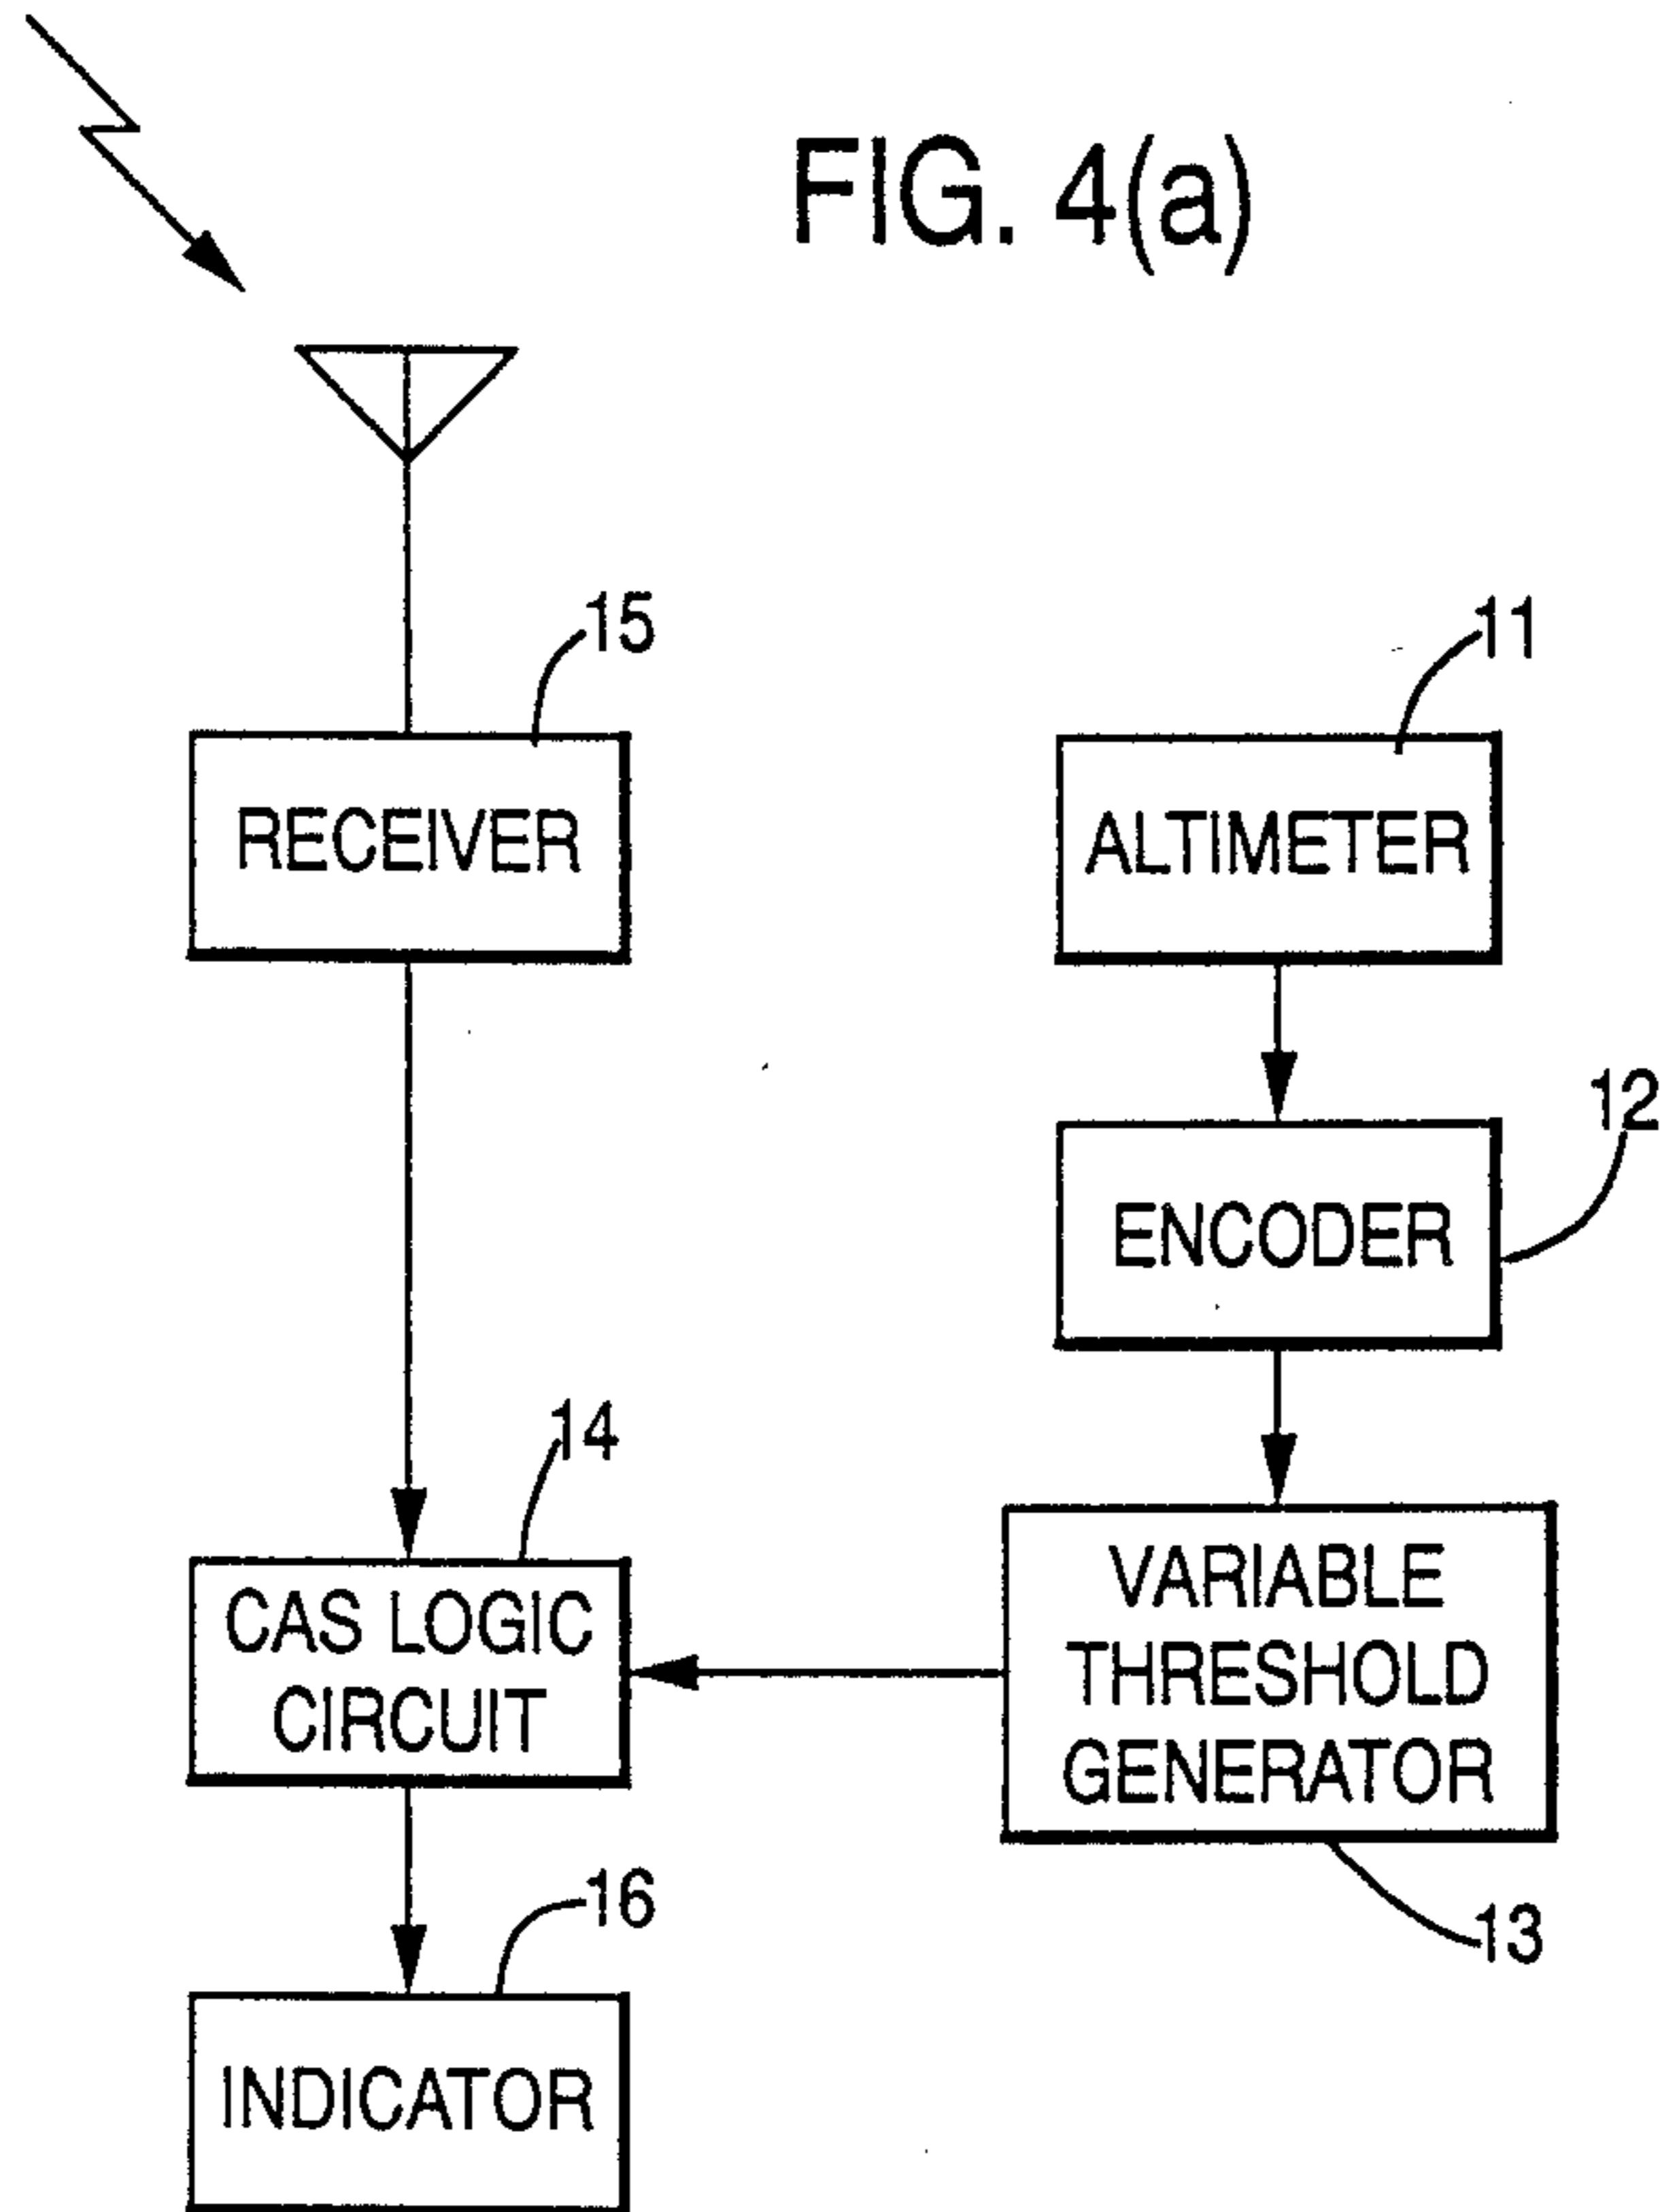 FIG. 4(a)
15
11
RECEIVER
ALTIMETER
12
ENCODER
14
CAS LOGIC
CIRCUIT
VARIABLE
THRESHOLD
GENERATOR
16
13
INDICATOR